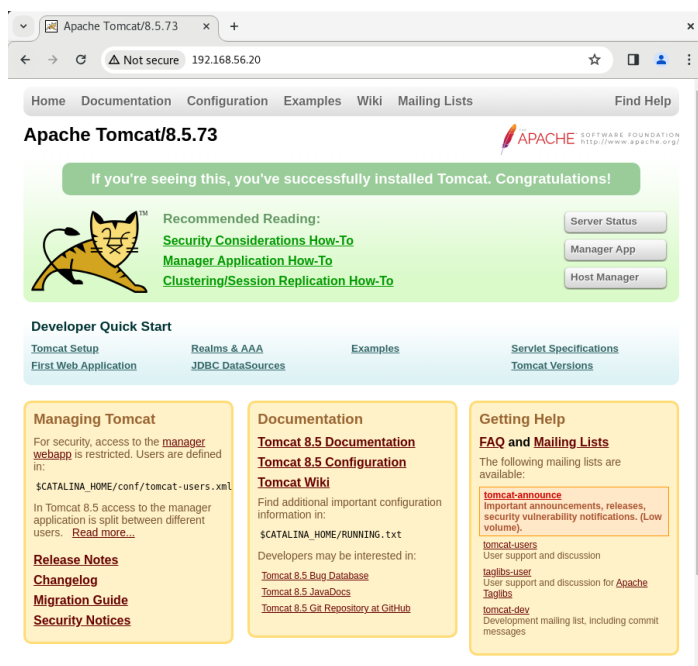 Apache Tomcat/8.5.73
Not secure 192.168.56.20
Home Documentation Configuration Examples Wiki Mailing Lists Find Help
Apache Tomcat/8.5.73
THE
APACHE SOFTWARE FOUNDATION
http://www.apache.org/
If you're seeing this, you've successfully installed Tomcat. Congratulations!
TM
Recommended Reading:
Security Considerations How-To
Manager Application How-To
Clustering/Session Replication How-To
Server Status
Manager App
Host Manager
Developer Quick Start
Tomcat Setup
First Web Application
Realms & AAA
JDBC DataSources
Examples
Servlet Specifications
Tomcat Versions
Managing Tomcat
For security, access to the manager
webapp is restricted. Users are defined
in:
$CATALINA_HOME/conf/tomcat-users.xml
In Tomcat 8.5 access to the manager
application is split between different
users. Read more...
Release Notes
Changelog
Migration Guide
Security Notices
Documentation
Tomcat 8.5 Documentation
Tomcat 8.5 Configuration
Tomcat Wiki
Find additional important configuration
information in:
$CATALINA_HOME/RUNNING.txt
Developers may be interested in:
Tomcat 8.5 Bug Database
Tomcat 8.5 JavaDocs
Tomcat 8.5 Git Repository at GitHub
Getting Help
FAQ and Mailing Lists
The following mailing lists are
available:
tomcat-announce
Important announcements, releases,
security vulnerability notifications. (Low
volume).
tomcat-users
User support and discussion
taglibs-user
User support and discussion for Apache
Taglibs
tomcat-dev
Development mailing list, including commit
messages